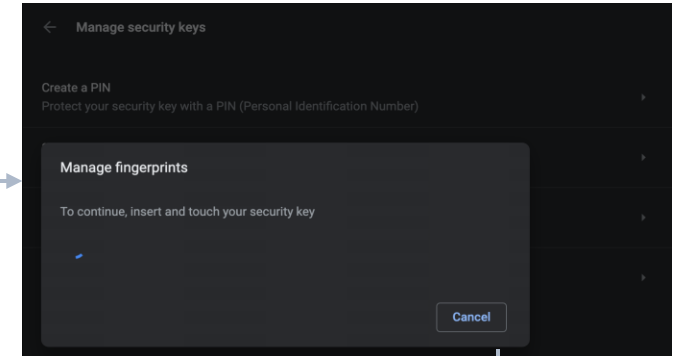 Manage security keys
Create a PIN
Protect your security key with a PIN (Personal Identification Number)
Manage fingerprints
To continue, insert and touch your security key
Cancel